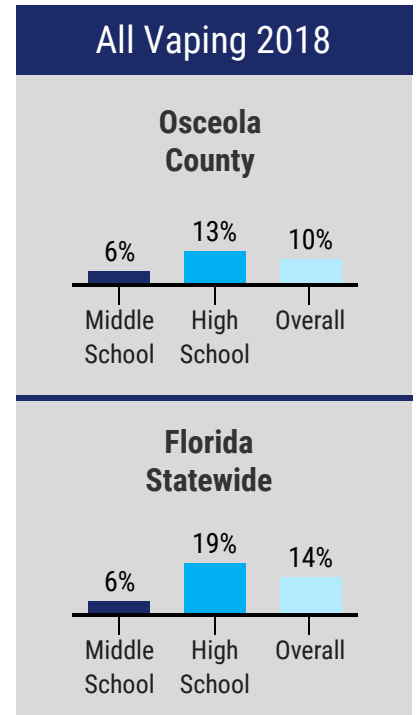 All Vaping 2018
Osceola
County
6%
13%
10%
Middle
School
High
School
Overall
Florida
Statewide
6%
19%
14%
Middle
School
High
School
Overall